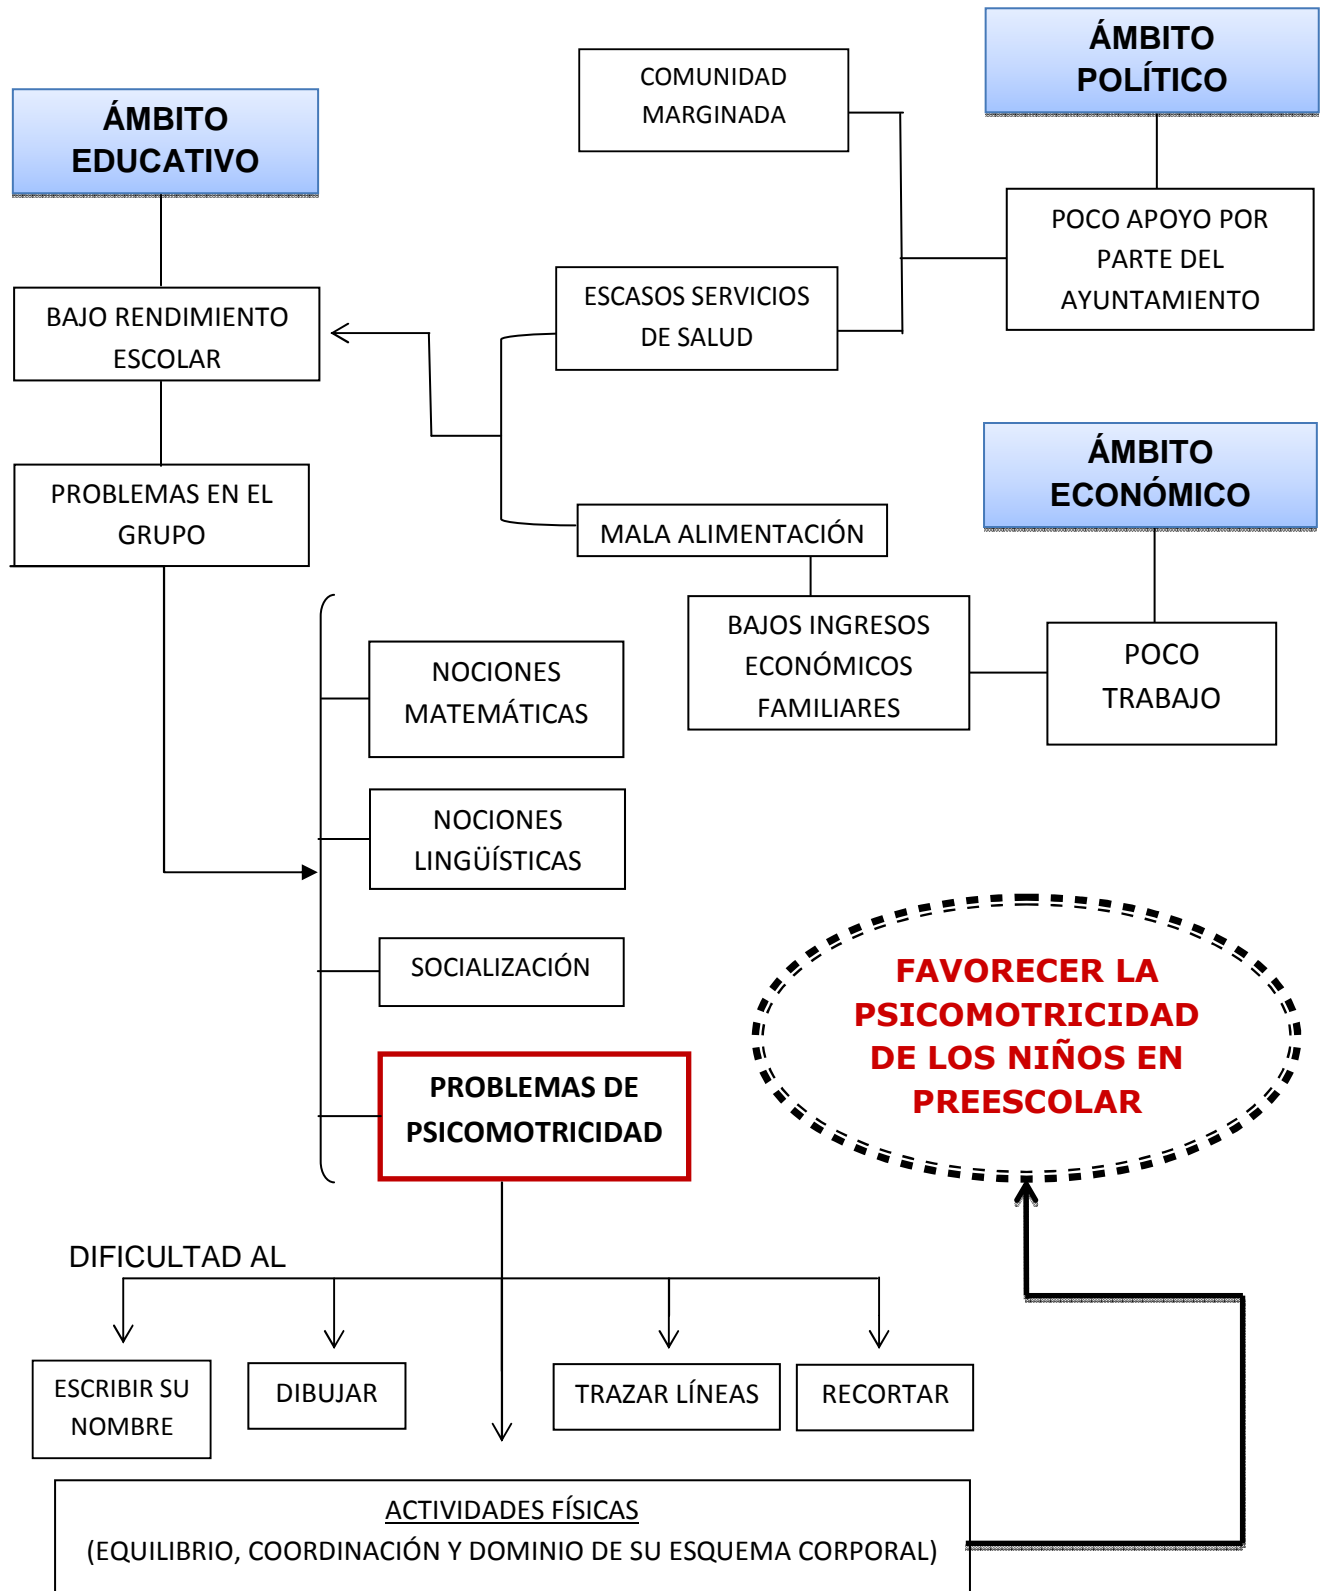 ÁMBITO
POLÍTICO
COMUNIDAD
MARGINADA
ÁMBITO
EDUCATIVO
POCO APOYO POR
PARTE DEL
AYUNTAMIENTO
ESCASOS SERVICIOS
DE SALUD
BAJO RENDIMIENTO
ESCOLAR
ÁMBITO
ECONÓMICO
PROBLEMAS EN EL
GRUPO
MALA ALIMENTACIÓN
BAJOS INGRESOS
ECONÓMICOS
FAMILIARES
POCO
TRABAJO
NOCIONES
MATEMÁTICAS
NOCIONES
LINGÜÍSTICAS
SOCIALIZACIÓN
FAVORECER LA
PSICOMOTRICIDAD
DE LOS NIÑOS EN
PREESCOLAR
PROBLEMAS DE
PSICOMOTRICIDAD
DIFICULTAD AL
ESCRIBIR SU
NOMBRE
DIBUJAR
TRAZAR LÍNEAS
RECORTAR
ACTIVIDADES FÍSICAS
(EQUILIBRIO, COORDINACIÓN Y DOMINIO DE SU ESQUEMA CORPORAL)